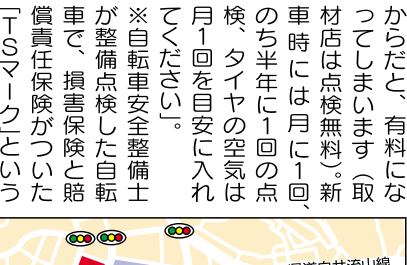 からだと、有料にな
ってしまいます（取
材店は点検無料）。新
車時には月に1回、
のち半年に1回の点
検、タイヤの空気は
月1回を目安に入れ
てください」。
※自転車安全整備士
が整備点検した自転
車で、損害保険と賠
償責任保険がついた
「TSマーク」という